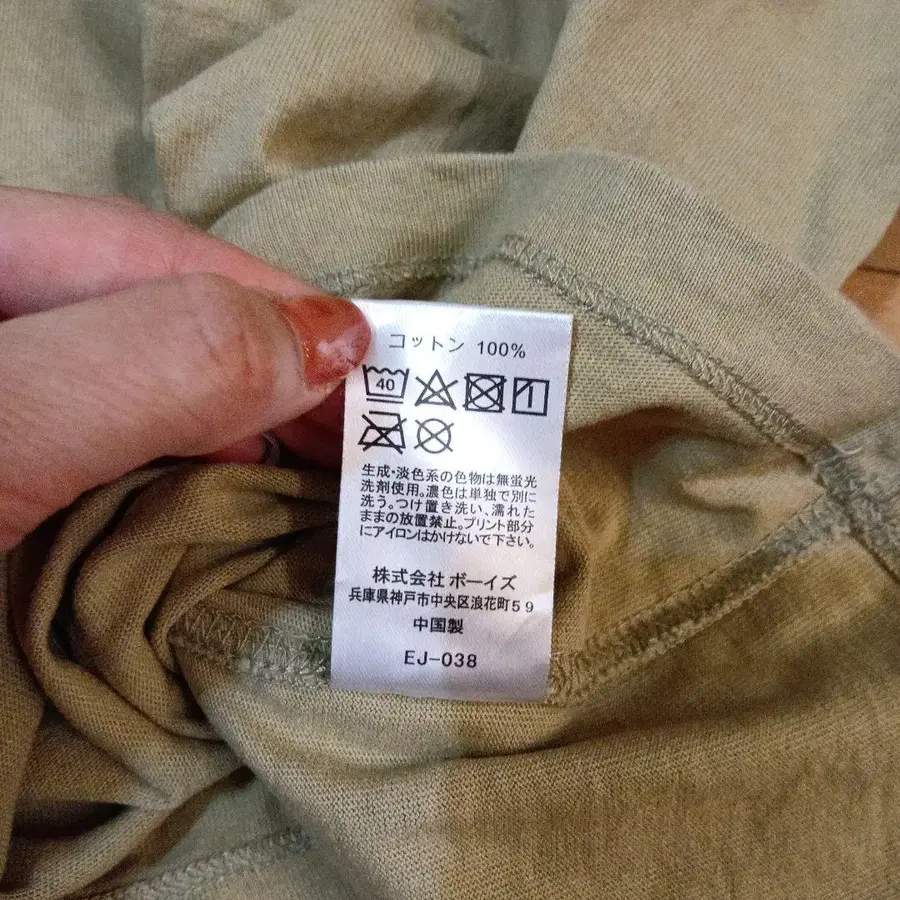 コットン 100%
40
生成・淡色系の色物は無蛍光
洗剤使用。濃色は単独で別に
洗う。つけ置き洗い、濡れた
ままの放置禁止。プリント部分
にアイロンはかけないで下さい。
株式会社 ボーイズ
兵庫県神戸市中央区浪花町59
中国製
EJ-038